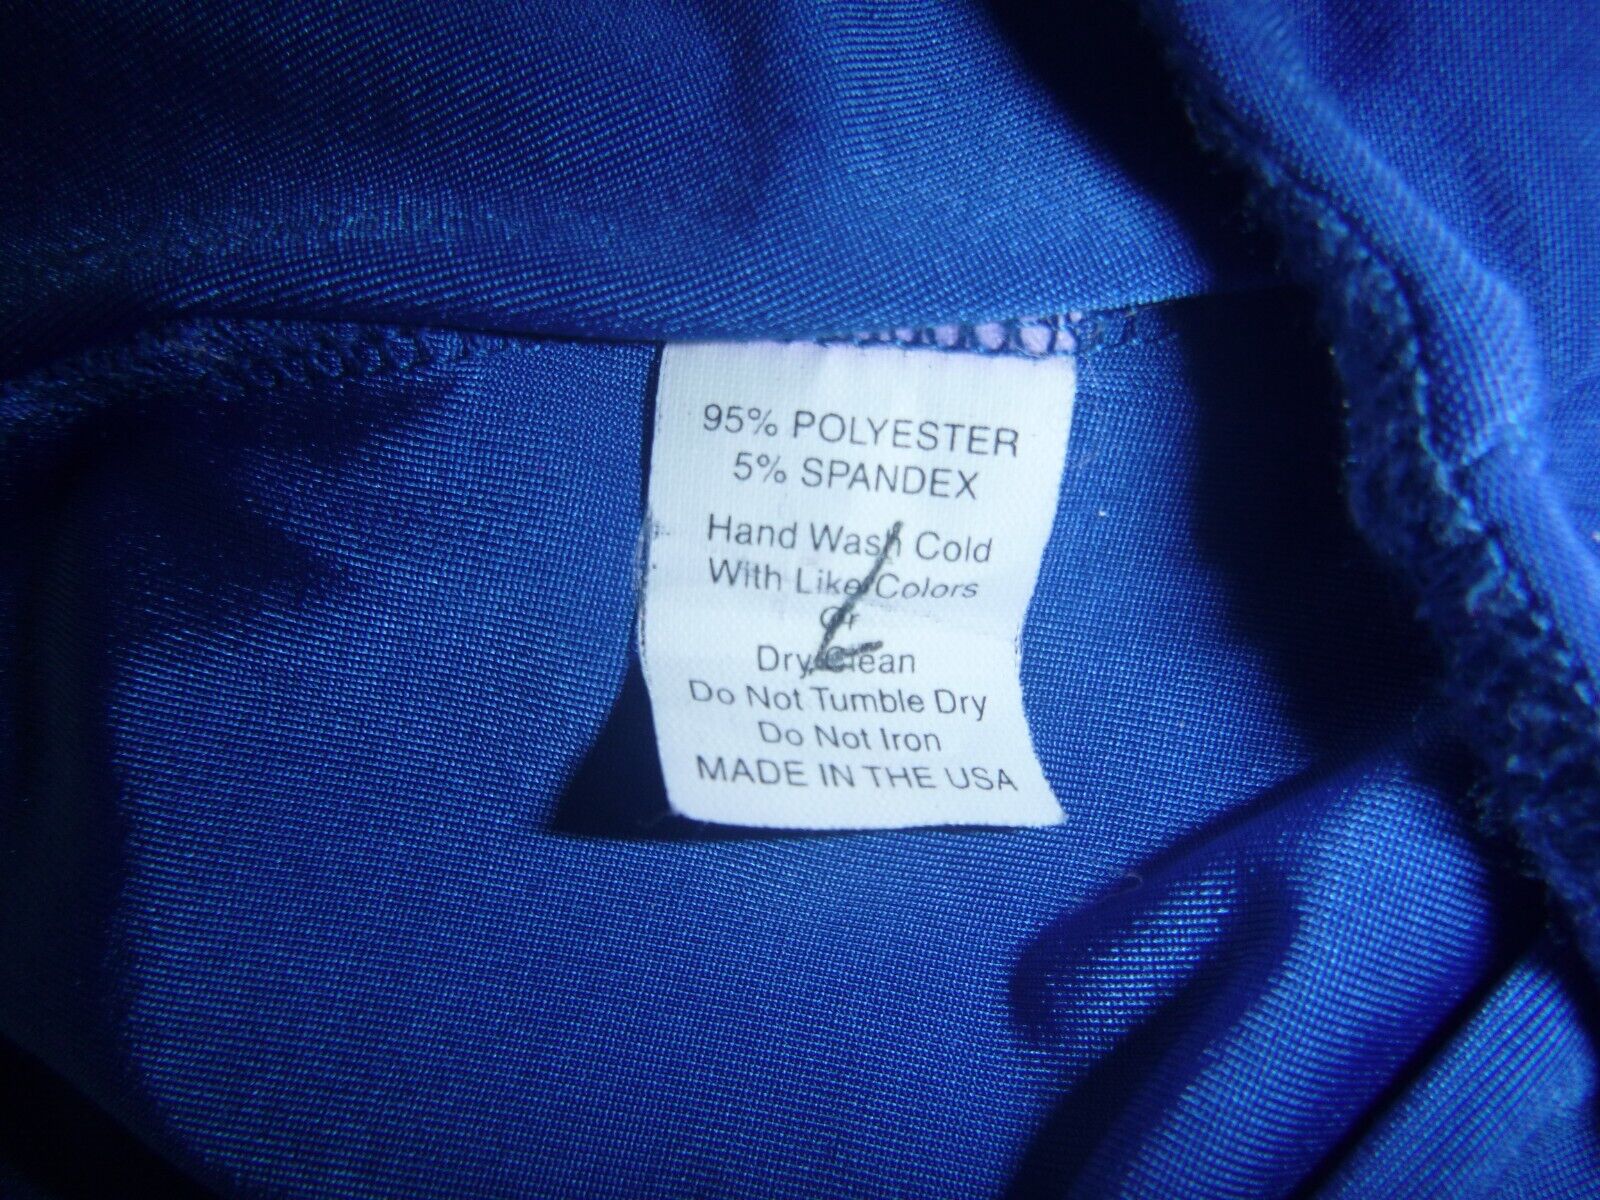 95% POLYESTER
5% SPANDEX
Hand Wash Cold
With Like Colors
Or
Dry Clean
Do Not Tumble Dry
Do Not Iron
MADE IN THE USA
L